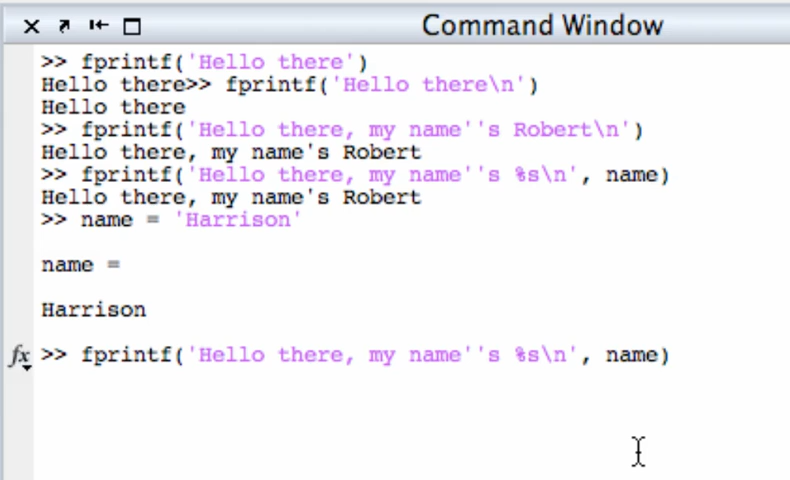 Command Window
>> fprintf('Hello there')
Hello there>> fprintf('Hello there\n')
Hello there
>> fprintf('Hello there, my name''s Robert\n')
Hello there, my name's Robert
>> fprintf('Hello there, my name''s %s\n', name)
Hello there, my name's Robert
>> name = 'Harrison'
name =
Harrison
fx >> fprintf('Hello there, my name''s %s\n', name)